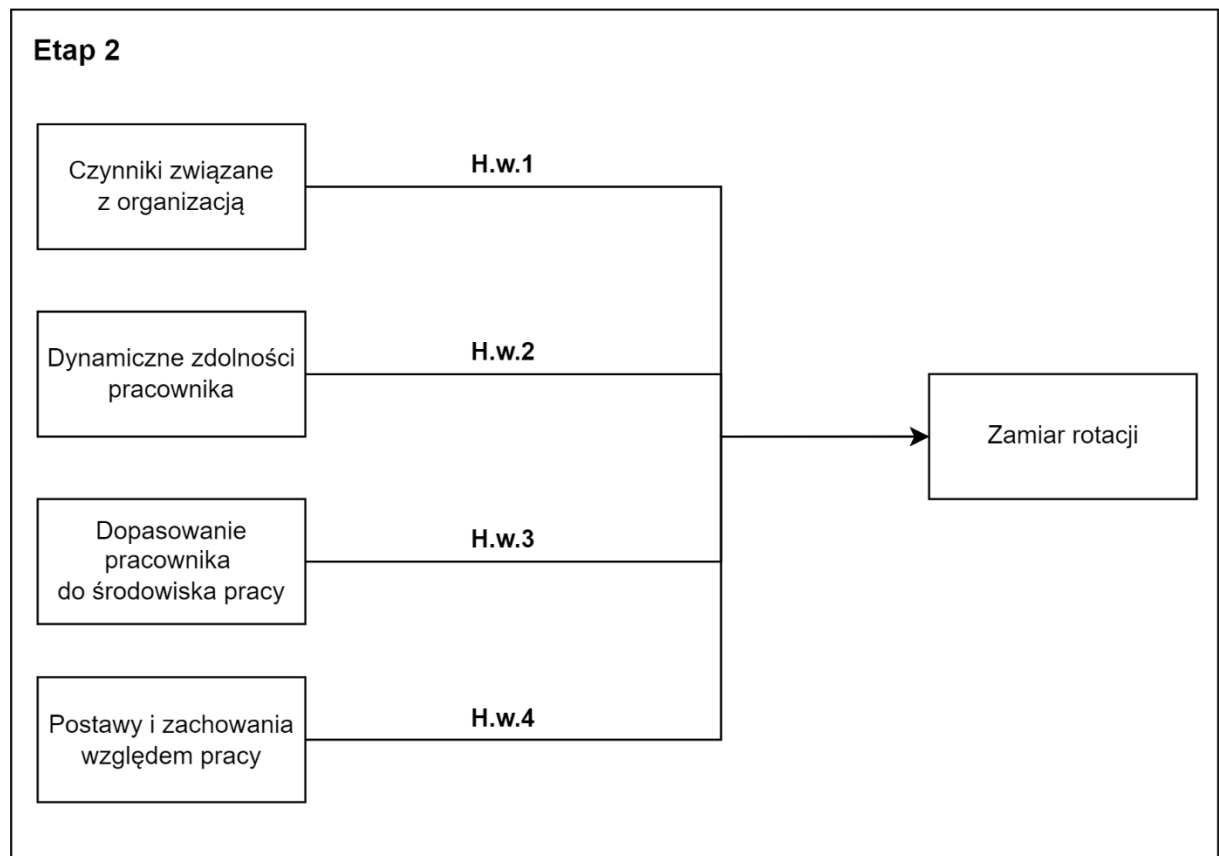 Etap 2
Czynniki związane
z organizacją
H.w.1
Dynamiczne zdolności
pracownika
H.w.2
Dopasowanie
pracownika
do środowiska pracy
H.w.3
Postawy i zachowania
względem pracy
H.w.4
Zamiar rotacji